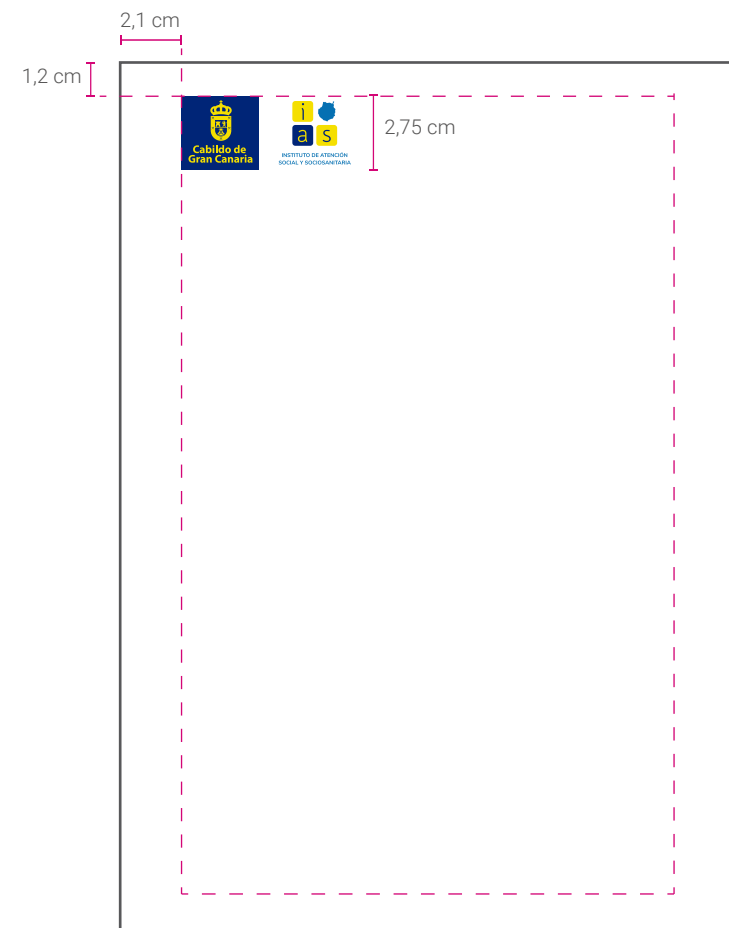 2,1 cm
1,2 cm
2,75 cm
Cabildo de
Gran Canaria
i
a s
INSTITUTO DE ATENCIÓN
SOCIAL Y SOCIOSANITARIA